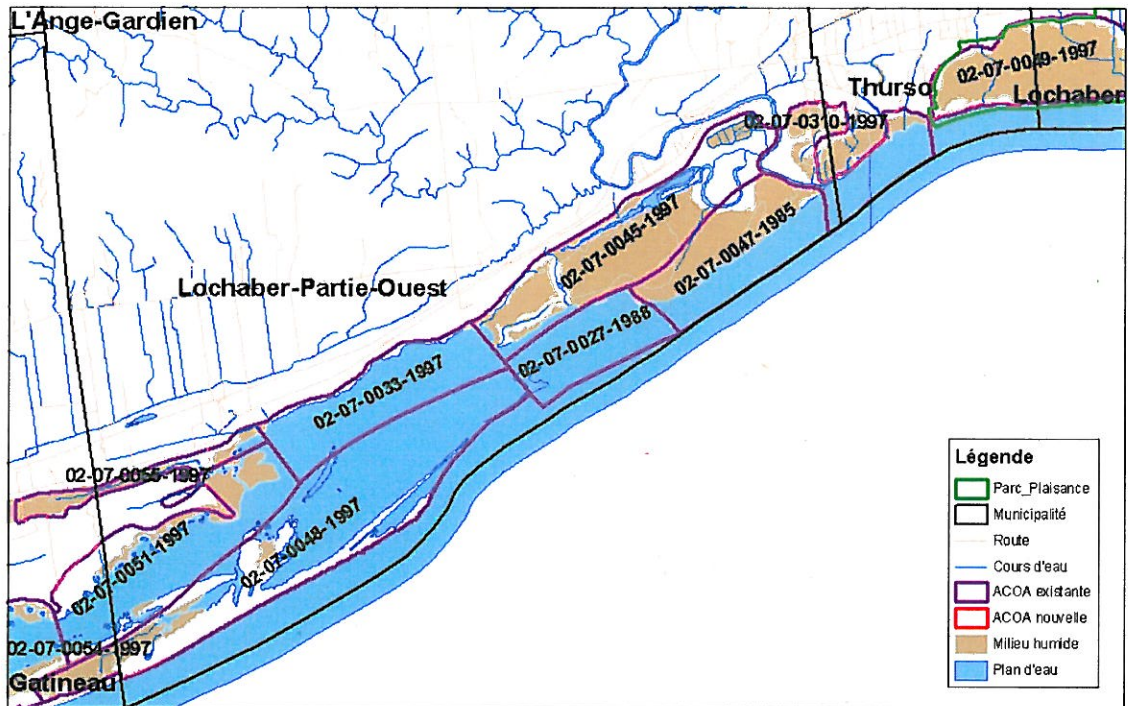 L'Ange-Gardien
02-07-0049-1997
Thurso
Lochaber
02-07-0310-1997
02-07-0045-1997
02-07-0047-1985
Lochaber-Partie-Ouest
02-07-0027-1988
02-07-0033-1997
02-07-0055-1997
02-07-0048-1997
02-07-0051-1997
02-07-0054-1997
Gatineau
Légende
Parc_Plaisance
Municipalité
Route
Cours d'eau
ACOA existante
ACOA nouvelle
Milieu humide
Plan d'eau